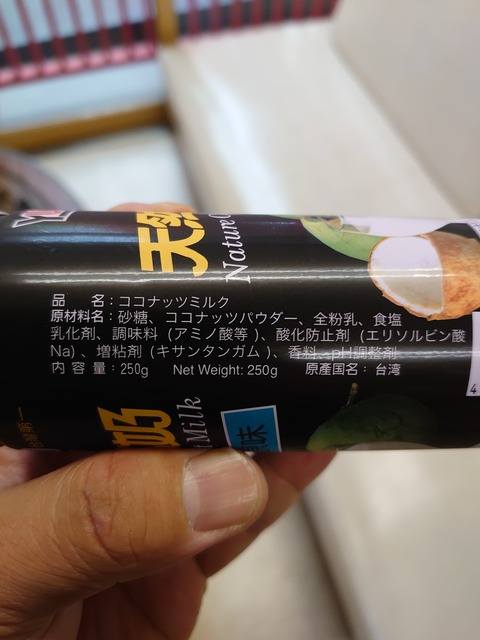 天
Nature
品 名：ココナッツミルク
原材料名：砂糖、ココナッツパウダー、全粉乳、食塩
乳化剤、調味料（アミノ酸等）、酸化防止剤（エリソルビン酸
Na）、増粘剤（キサンタンガム）、香料、pH調整剤
内 容 量：250g Net Weight: 250g 原産国名：台湾
奶
Milk
味
4